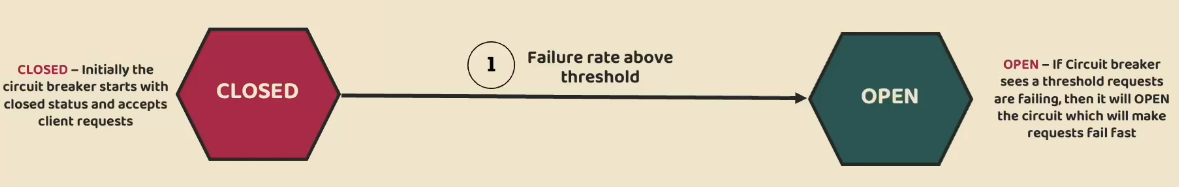 CLOSED – Initially the
circuit breaker starts with
closed status and accepts
client requests
CLOSED
1
Failure rate above
threshold
OPEN
OPEN – If Circuit breaker
sees a threshold requests
are failing, then it will OPEN
the circuit which will make
requests fail fast